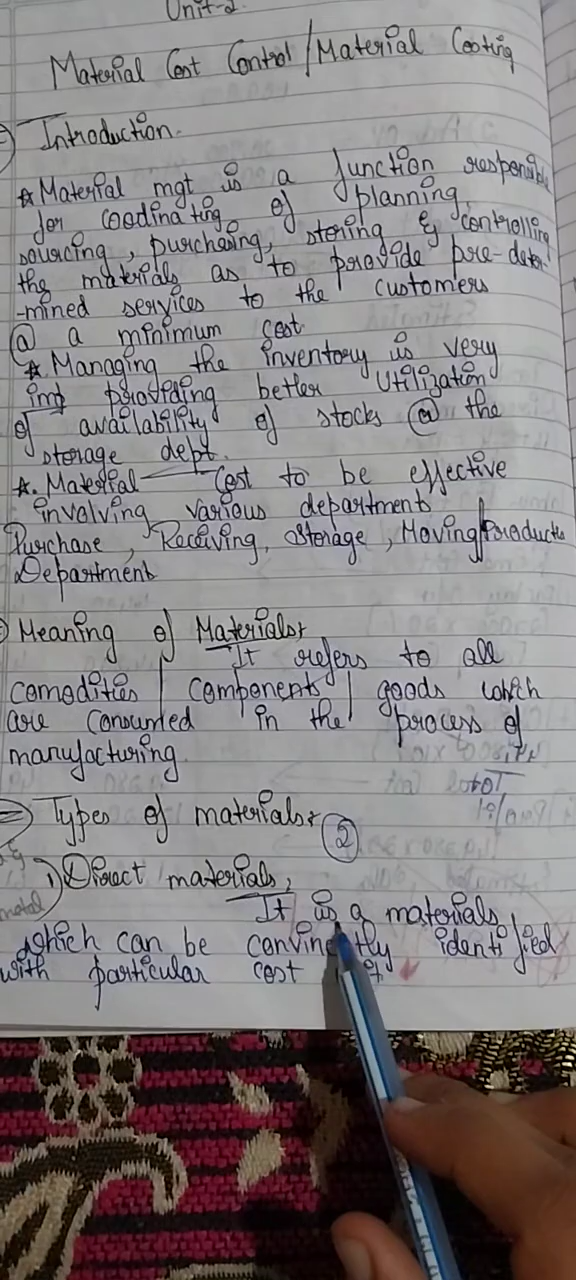 Unit-2
Material Cost Control / Material Costing
Introduction.
* Material mgt is a function responsible
for coodinating of planning,
sourcing, purchasing, storing & controlling
the materials as to provide pre-deter-
-mined services to the customers
@ a minimum cost.
* Managing the inventory is very
imp providing better utilization
of availability of stocks @ the
storage dept.
*. Material — Cost to be effective
involving various department
Purchase, Receiving, Storage, Moving/Products
Department
Meaning of Materials:
It refers to all
comodities / components / goods which
are consumed in the process of
manufacturing.
Types of materials: (2)
1) Direct materials,
metal
It is a materials
which can be identified
with particular cost